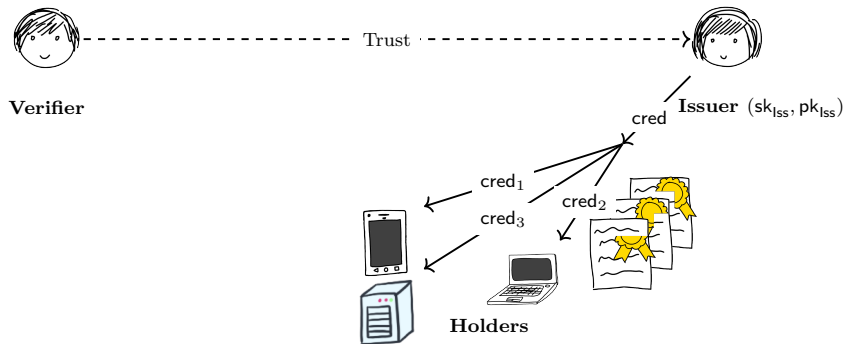 Trust
Verifier
Issuer (sk_Iss, pk_Iss)
cred
cred_1
cred_2
cred_3
Holders